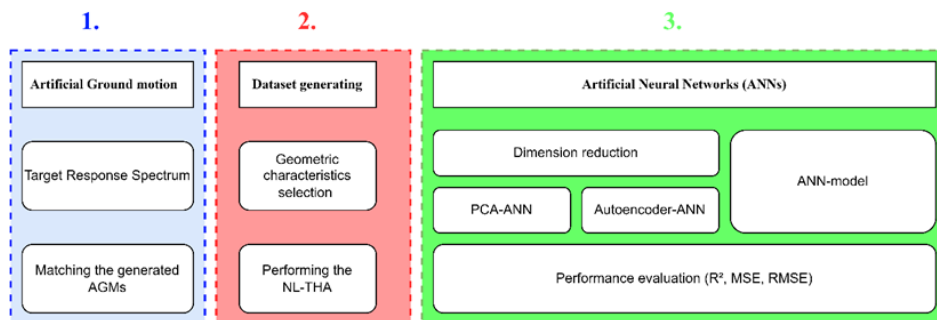 1.
2.
3.
Artificial Ground motion
Dataset generating
Artificial Neural Networks (ANNs)
Target Response Spectrum
Geometric
characteristics
selection
Dimension reduction
ANN-model
PCA-ANN
Autoencoder-ANN
Matching the generated
AGMs
Performing the
NL-THA
Performance evaluation (R², MSE, RMSE)